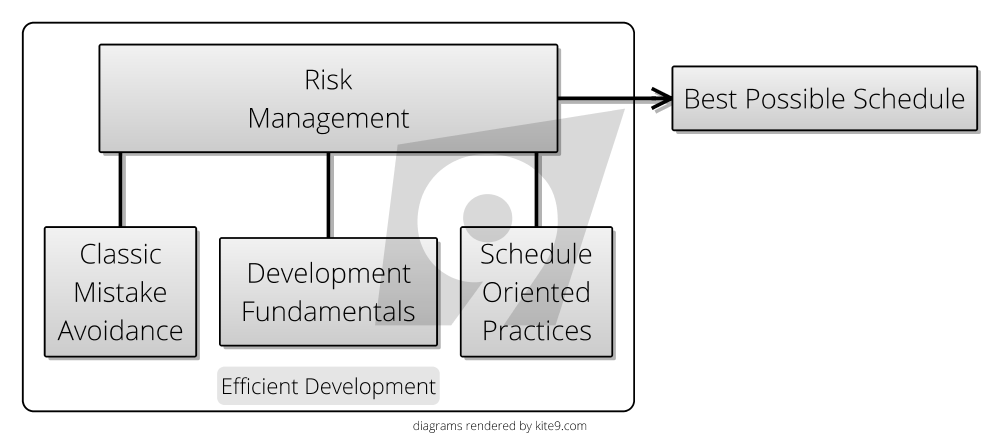 Risk
Management
Best Possible Schedule
Classic
Mistake
Avoidance
Development
Fundamentals
Schedule
Oriented
Practices
Efficient Development
diagrams rendered by kite9.com